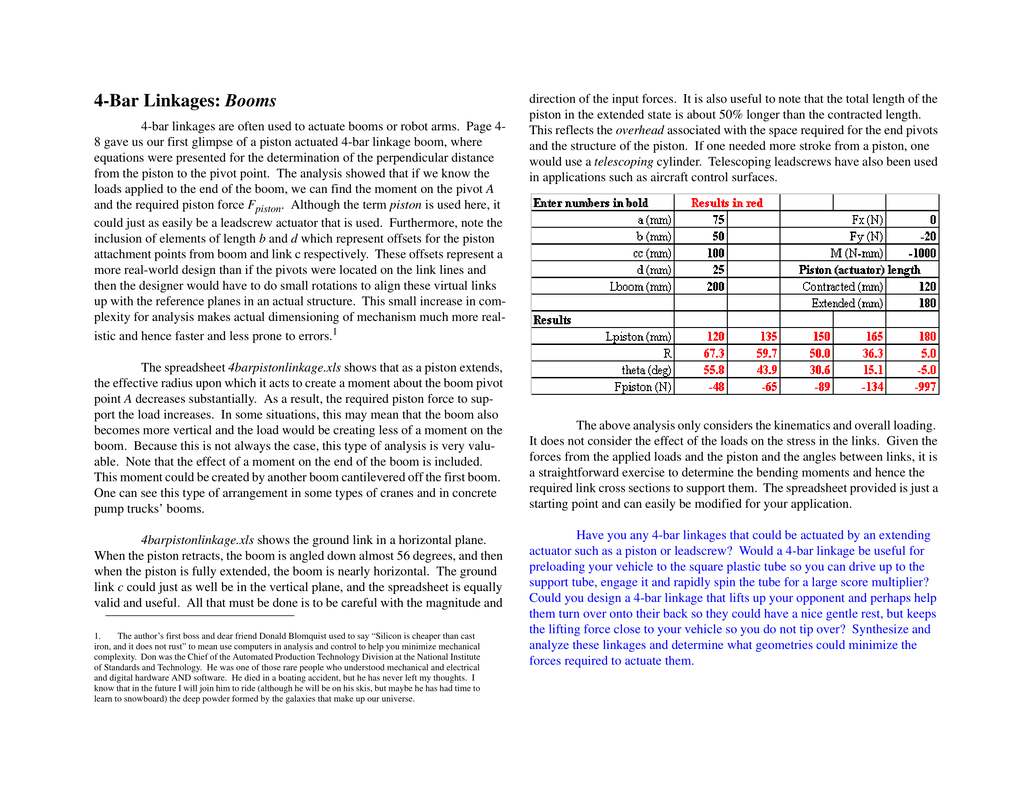 4-Bar Linkages: Booms
4-bar linkages are often used to actuate booms or robot arms.  Page 4-
8 gave us our first glimpse of a piston actuated 4-bar linkage boom, where
equations were presented for the determination of the perpendicular distance
from the piston to the pivot point.  The analysis showed that if we know the
loads applied to the end of the boom, we can find the moment on the pivot A
and the required piston force Fpiston.  Although the term piston is used here, it
could just as easily be a leadscrew actuator that is used.  Furthermore, note the
inclusion of elements of length b and d which represent offsets for the piston
attachment points from boom and link c respectively.  These offsets represent a
more real-world design than if the pivots were located on the link lines and
then the designer would have to do small rotations to align these virtual links
up with the reference planes in an actual structure.  This small increase in com-
plexity for analysis makes actual dimensioning of mechanism much more real-
istic and hence faster and less prone to errors.1
The spreadsheet 4barpistonlinkage.xls shows that as a piston extends,
the effective radius upon which it acts to create a moment about the boom pivot
point A decreases substantially.  As a result, the required piston force to sup-
port the load increases.  In some situations, this may mean that the boom also
becomes more vertical and the load would be creating less of a moment on the
boom.  Because this is not always the case, this type of analysis is very valu-
able.  Note that the effect of a moment on the end of the boom is included.
This moment could be created by another boom cantilevered off the first boom.
One can see this type of arrangement in some types of cranes and in concrete
pump trucks' booms.
4barpistonlinkage.xls shows the ground link in a horizontal plane.
When the piston retracts, the boom is angled down almost 56 degrees, and then
when the piston is fully extended, the boom is nearly horizontal.  The ground
link c could just as well be in the vertical plane, and the spreadsheet is equally
valid and useful.  All that must be done is to be careful with the magnitude and
1. The author's first boss and dear friend Donald Blomquist used to say "Silicon is cheaper than cast
iron, and it does not rust" to mean use computers in analysis and control to help you minimize mechanical
complexity.  Don was the Chief of the Automated Production Technology Division at the National Institute
of Standards and Technology.  He was one of those rare people who understood mechanical and electrical
and digital hardware AND software.  He died in a boating accident, but he has never left my thoughts.  I
know that in the future I will join him to ride (although he will be on his skis, but maybe he has had time to
learn to snowboard) the deep powder formed by the galaxies that make up our universe.
direction of the input forces.  It is also useful to note that the total length of the
piston in the extended state is about 50% longer than the contracted length.
This reflects the overhead associated with the space required for the end pivots
and the structure of the piston.  If one needed more stroke from a piston, one
would use a telescoping cylinder.  Telescoping leadscrews have also been used
in applications such as aircraft control surfaces.
Enter numbers in bold Results in red
a (mm) 75 Fx (N) 0
b (mm) 50 Fy (N) -20
cc (mm) 100 M (N-mm) -1000
d (mm) 25 Piston (actuator) length
Lboom (mm) 200 Contracted (mm) 120
Extended (mm) 180
Results
Lpiston (mm) 120 135 150 165 180
R 67.3 59.7 50.0 36.3 5.0
theta (deg) 55.8 43.9 30.6 15.1 -5.0
Fpiston (N) -48 -65 -89 -134 -997
The above analysis only considers the kinematics and overall loading.
It does not consider the effect of the loads on the stress in the links.  Given the
forces from the applied loads and the piston and the angles between links, it is
a straightforward exercise to determine the bending moments and hence the
required link cross sections to support them.  The spreadsheet provided is just a
starting point and can easily be modified for your application.
Have you any 4-bar linkages that could be actuated by an extending
actuator such as a piston or leadscrew?  Would a 4-bar linkage be useful for
preloading your vehicle to the square plastic tube so you can drive up to the
support tube, engage it and rapidly spin the tube for a large score multiplier?
Could you design a 4-bar linkage that lifts up your opponent and perhaps help
them turn over onto their back so they could have a nice gentle rest, but keeps
the lifting force close to your vehicle so you do not tip over?  Synthesize and
analyze these linkages and determine what geometries could minimize the
forces required to actuate them.